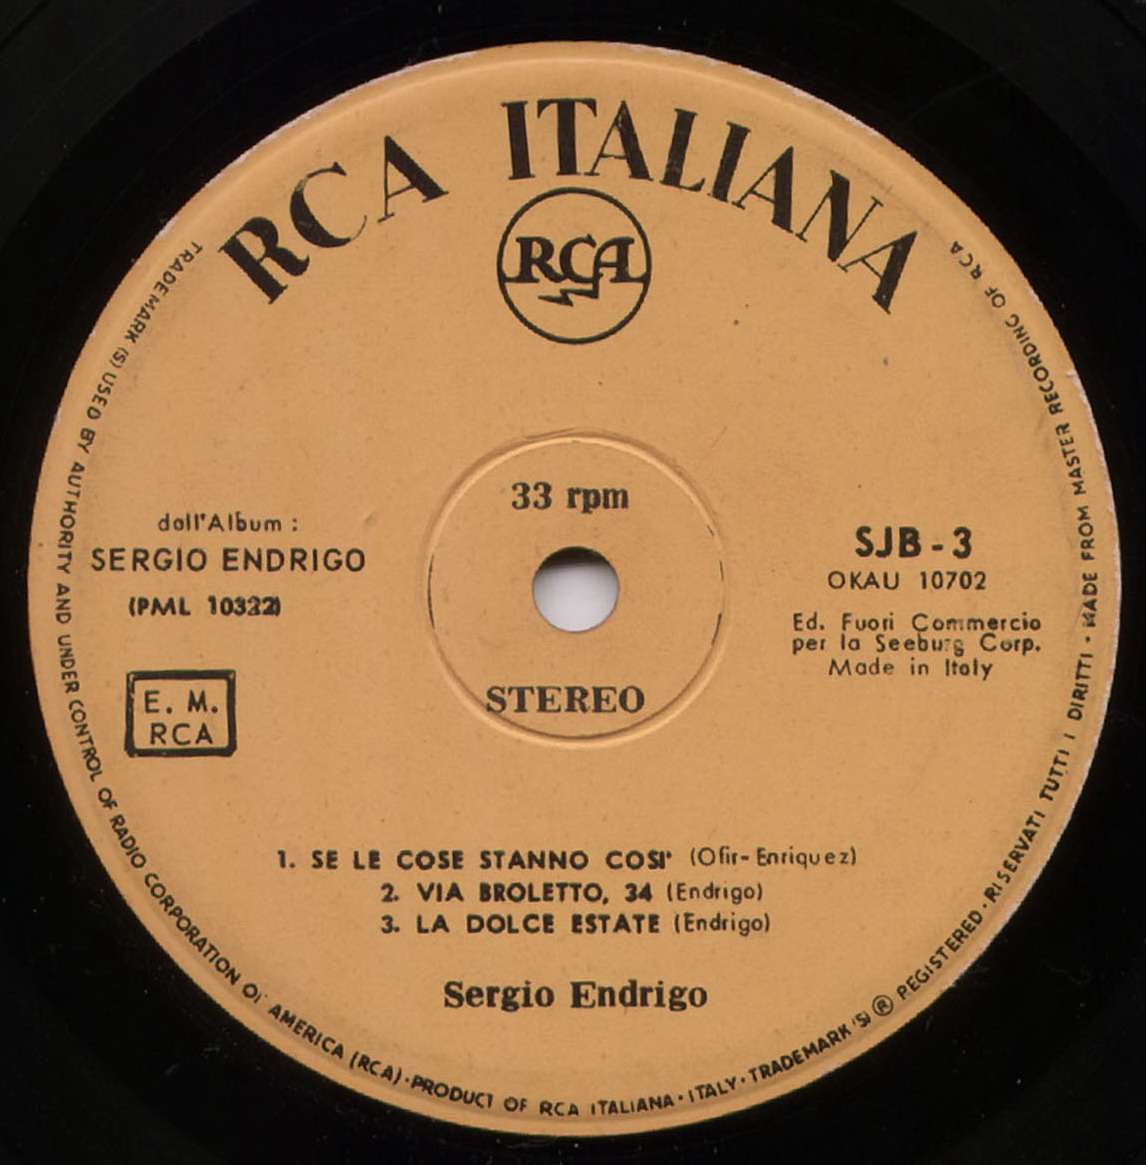 RCA ITALIANA
RCA
33 rpm
dall'Album :
SERGIO ENDRIGO
(PML 10322)
E. M.
RCA
SJB - 3
OKAU 10702
Ed. Fuori Commercio
per la Seeburg Corp.
Made in Italy
STEREO
1. SE LE COSE STANNO COSI' (Ofir-Enriquez)
2. VIA BROLETTO, 34 (Endrigo)
3. LA DOLCE ESTATE (Endrigo)
Sergio Endrigo
TRADEMARK (S) USED BY AUTHORITY AND UNDER CONTROL OF RADIO CORPORATION OF AMERICA (RCA) · PRODUCT OF RCA ITALIANA · ITALY · TRADEMARK (S) ® REGISTERED · RISERVATI TUTTI I DIRITTI · MADE FROM MASTER RECORDING OF RCA